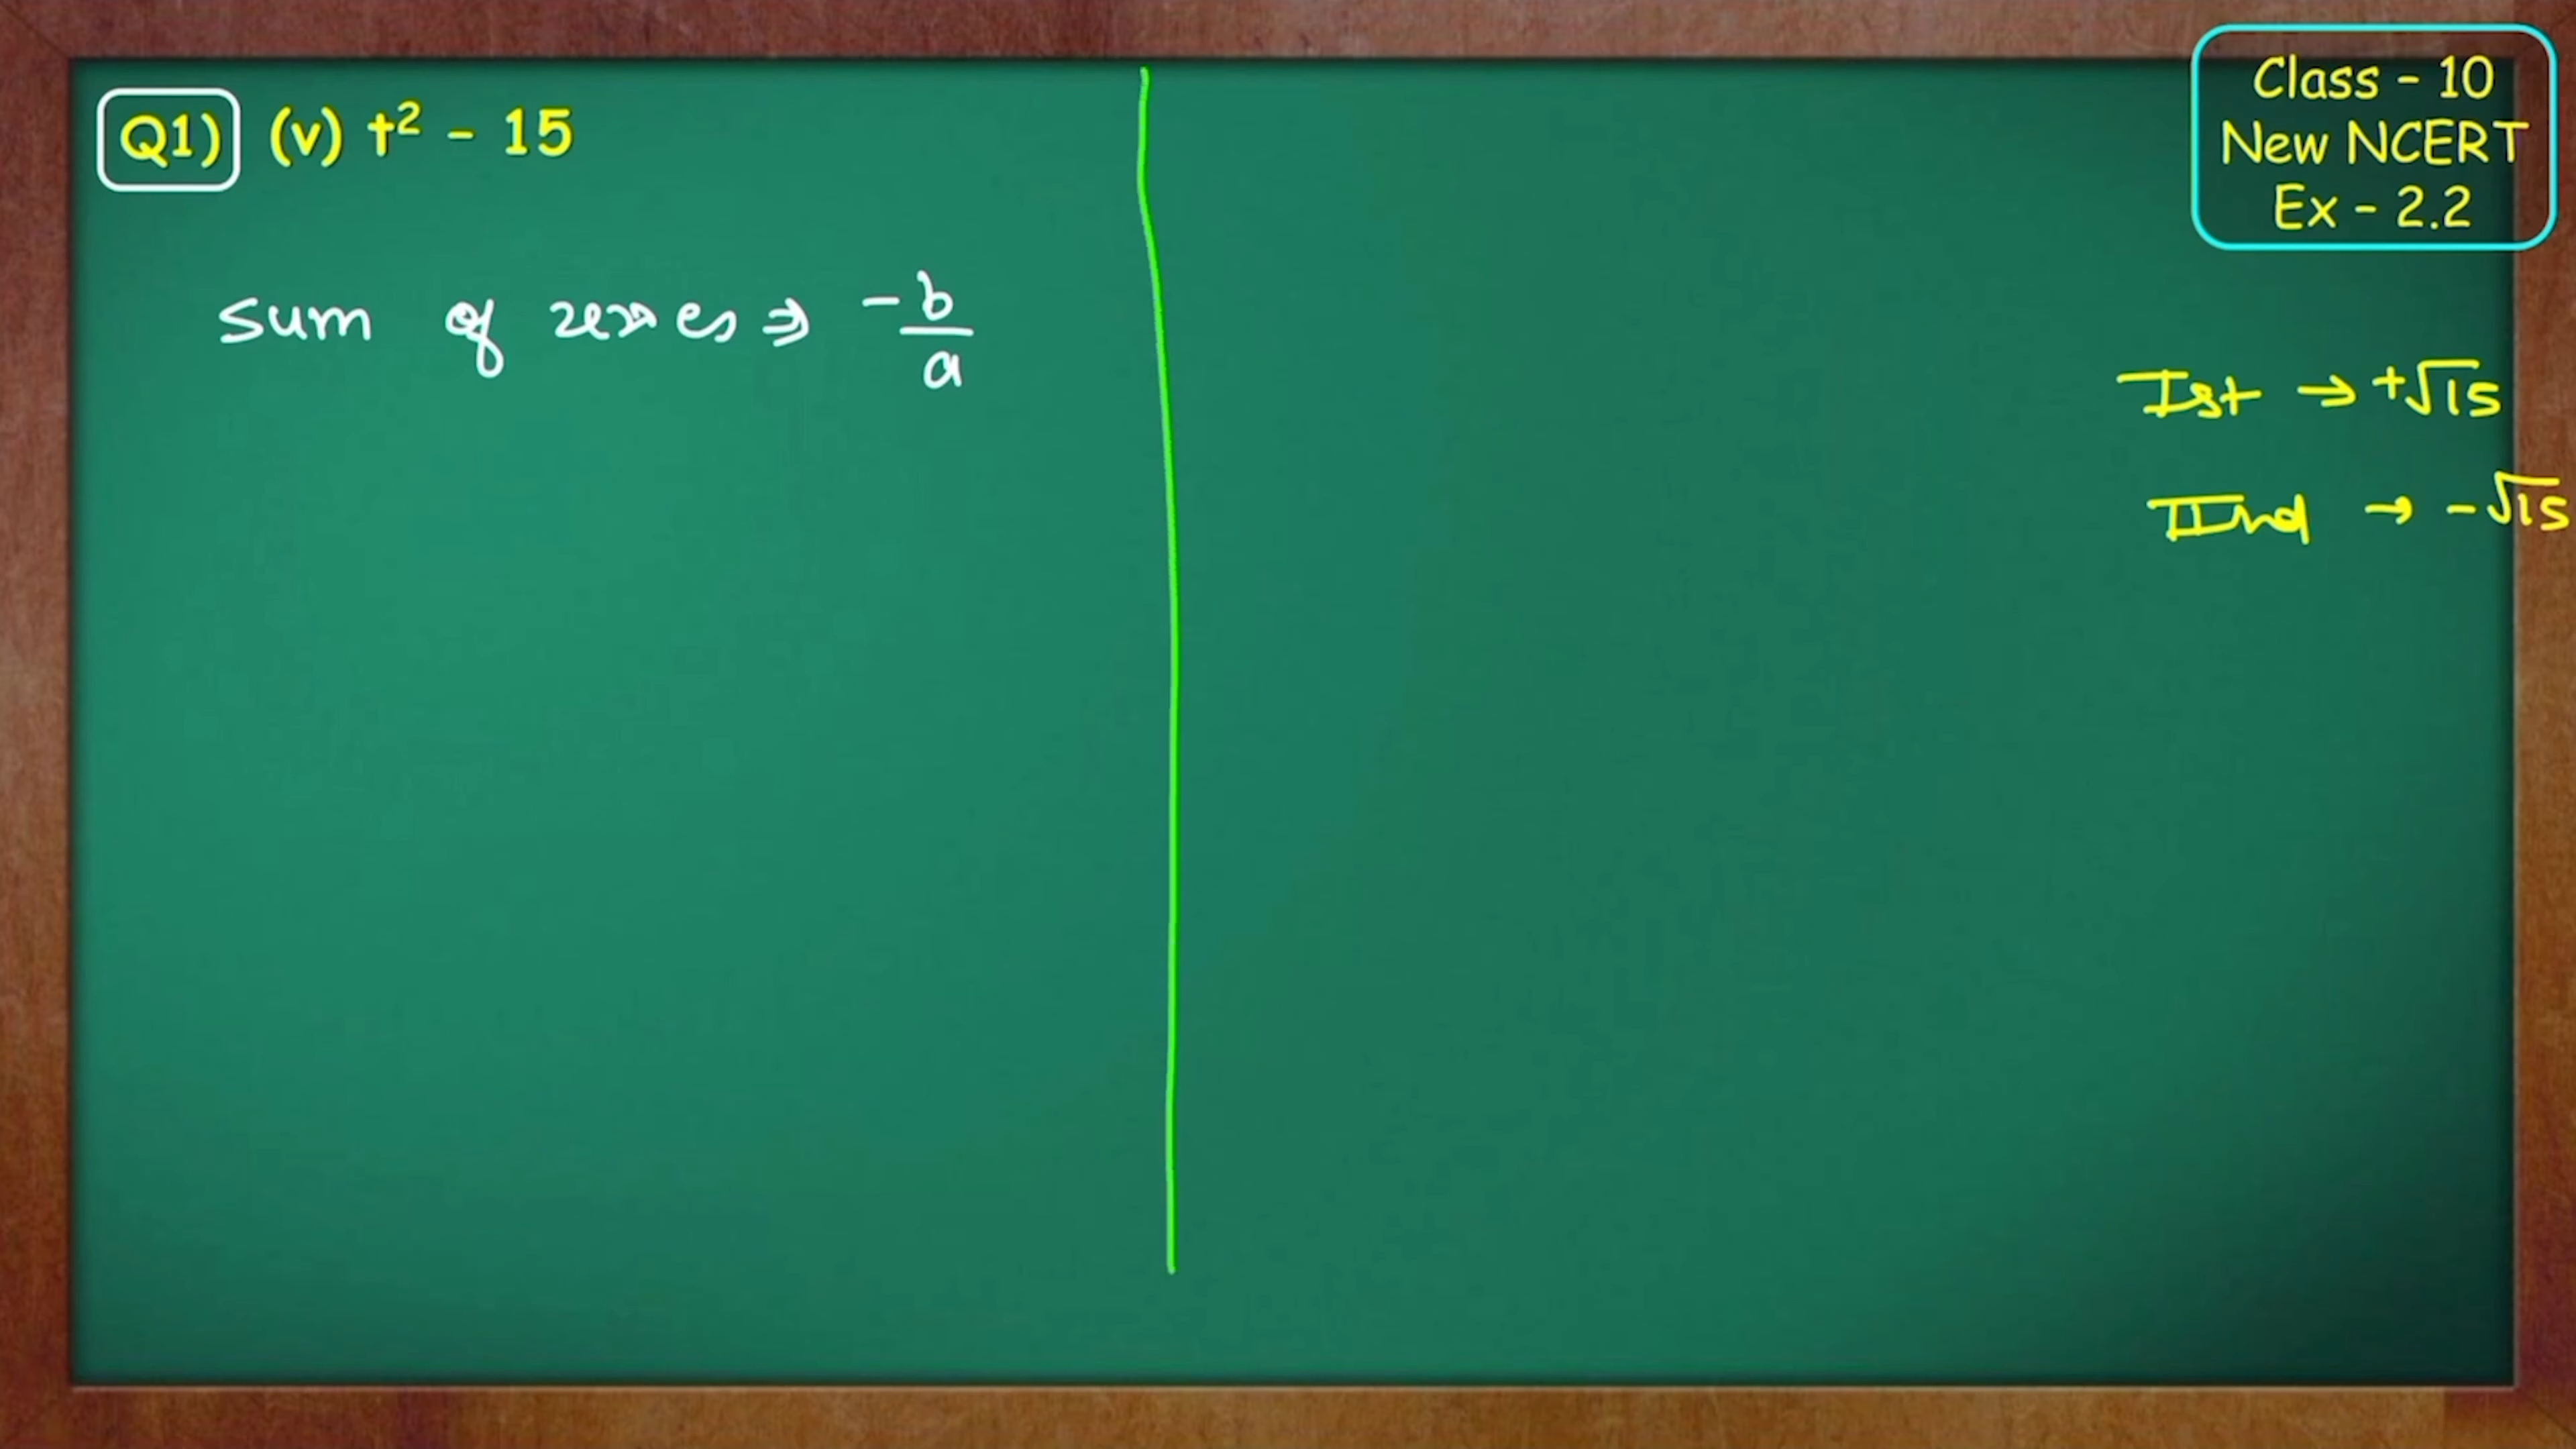 Q1) (v) t² - 15
Class - 10
New NCERT
Ex - 2.2
Sum of zeroes ⇒ -b/a
Ist → +√15
IInd → -√15